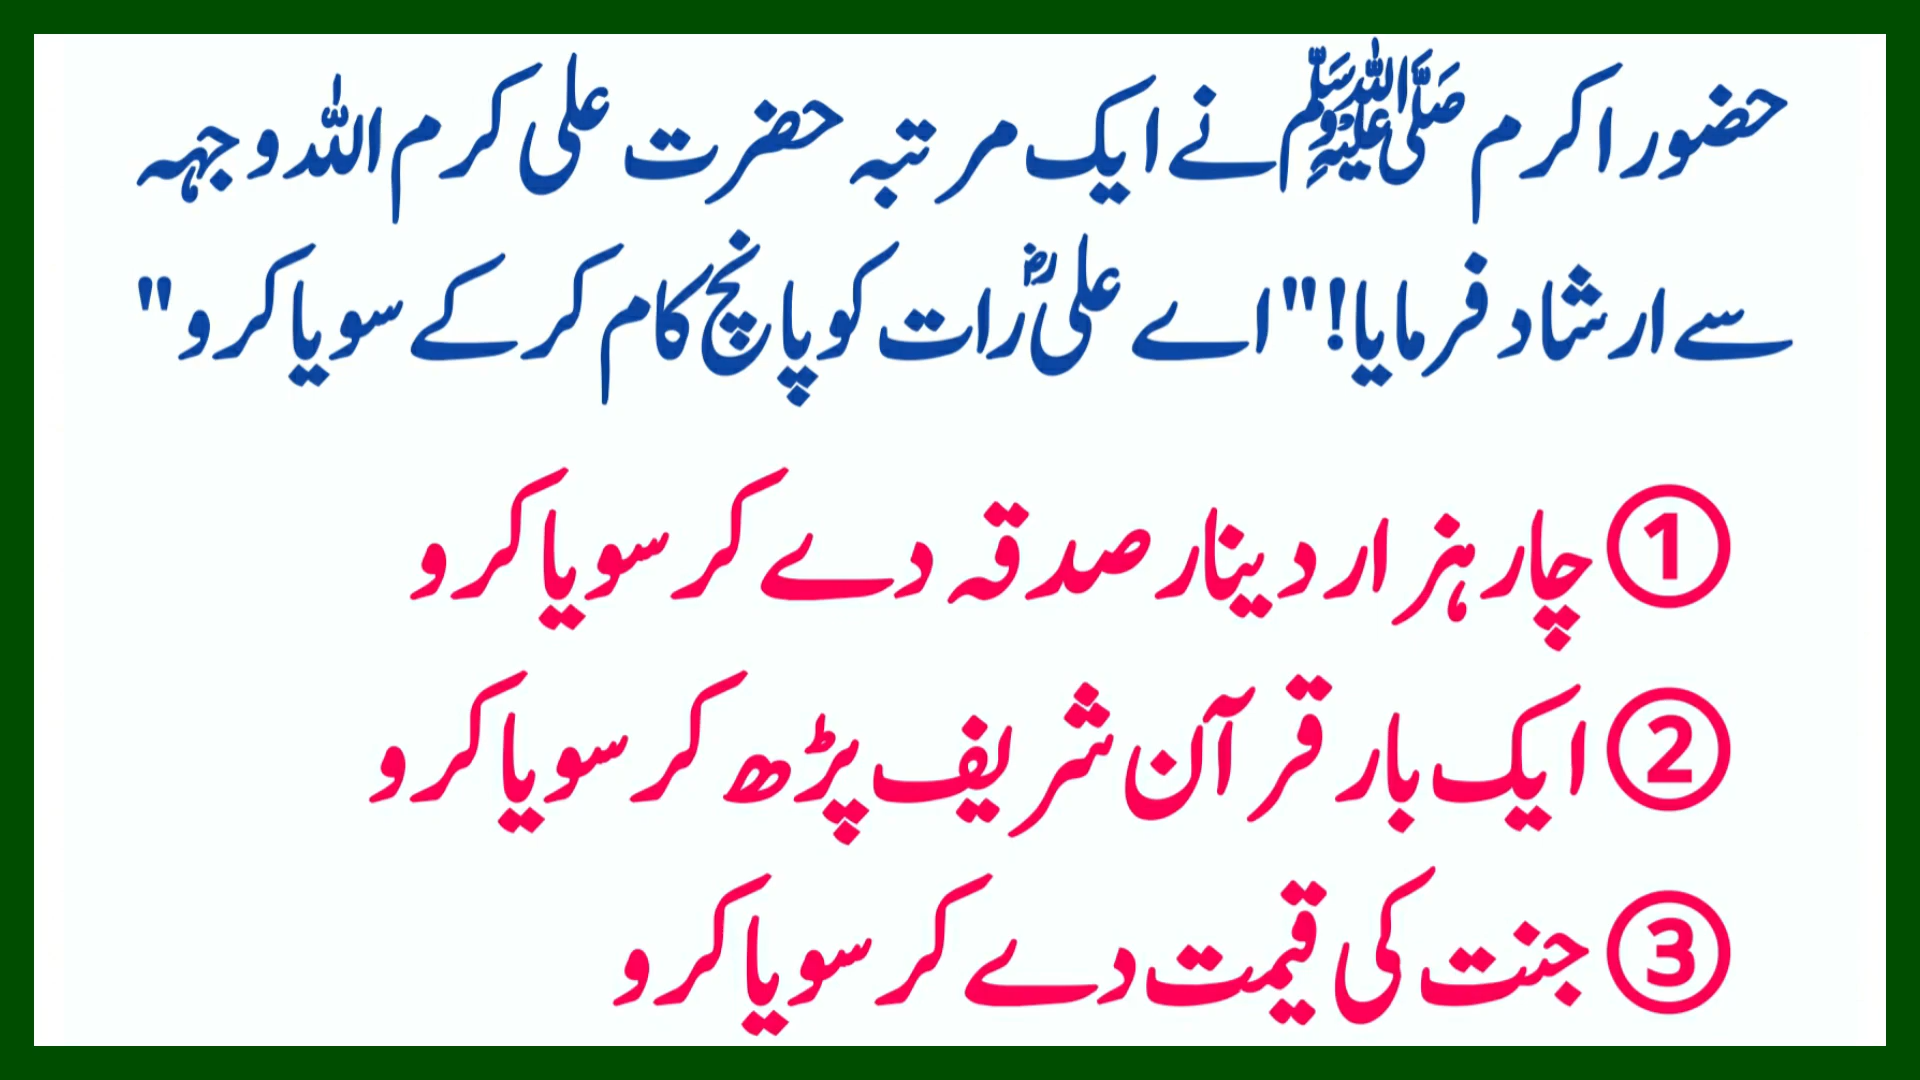 حضور اکرم ﷺ نے ایک مرتبہ حضرت علی کرم اللہ وجہہ
سے ارشاد فرمایا! "اے علیؓ رات کو پانچ کام کر کے سویا کرو"
① چار ہزار دینار صدقہ دے کر سویا کرو
② ایک بار قرآن شریف پڑھ کر سویا کرو
③ جنت کی قیمت دے کر سویا کرو